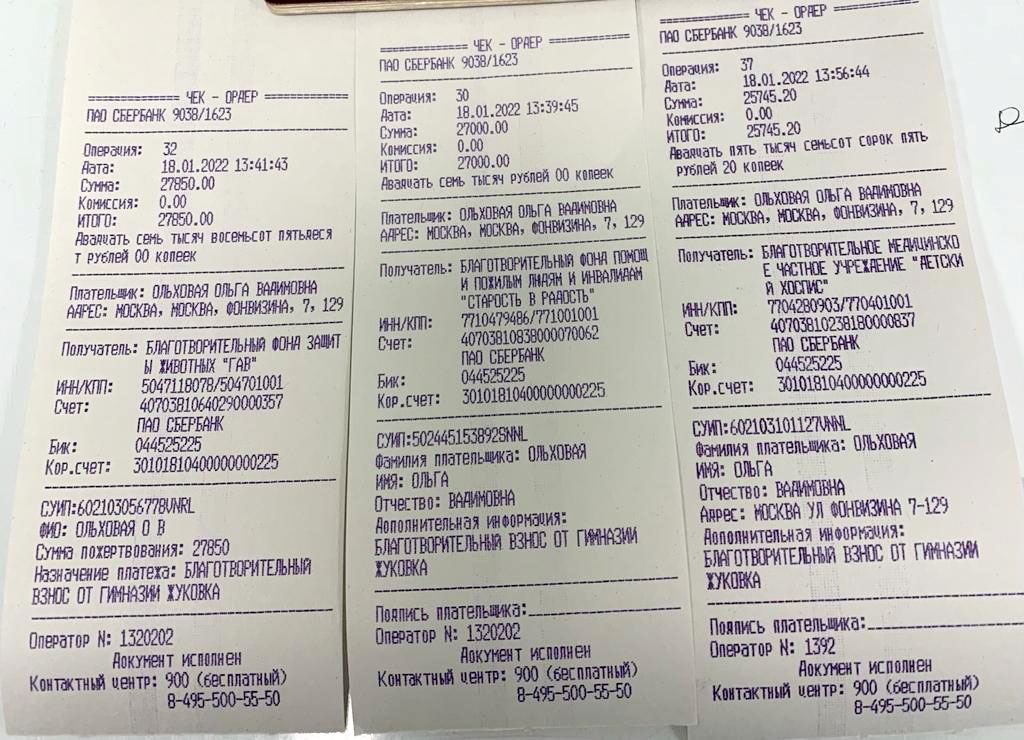 ============== ЧЕК - ОРДЕР ==============
ПАО СБЕРБАНК 9038/1623
Операция: 32
Дата: 18.01.2022 13:41:43
Сумма: 27850.00
Комиссия: 0.00
ИТОГО: 27850.00
Двадцать семь тысяч восемьсот пятьдеся
т рублей 00 копеек
Плательщик: ОЛЬХОВАЯ ОЛЬГА ВАДИМОВНА
АДРЕС: МОСКВА, МОСКВА, ФОНВИЗИНА, 7, 129
Получатель: БЛАГОТВОРИТЕЛЬНЫЙ ФОНД ЗАЩИТ
Ы ЖИВОТНЫХ "ГАВ"
ИНН/КПП: 5047118078/504701001
Счет: 40703810640290000357
ПАО СБЕРБАНК
Бик: 044525225
Кор.счет: 30101810400000000225
СУИП:602103056778UNRL
ФИО: ОЛЬХОВАЯ О В
Сумма пожертвования: 27850
Назначение платежа: БЛАГОТВОРИТЕЛЬНЫЙ
ВЗНОС ОТ ГИМНАЗИИ ЖУКОВКА
Оператор N: 1320202
Документ исполнен
Контактный центр: 900 (бесплатный)
8-495-500-55-50
============== ЧЕК - ОРДЕР ==============
ПАО СБЕРБАНК 9038/1623
Операция: 30
Дата: 18.01.2022 13:39:45
Сумма: 27000.00
Комиссия: 0.00
ИТОГО: 27000.00
Двадцать семь тысяч рублей 00 копеек
Плательщик: ОЛЬХОВАЯ ОЛЬГА ВАДИМОВНА
АДРЕС: МОСКВА, МОСКВА, ФОНВИЗИНА, 7, 129
Получатель: БЛАГОТВОРИТЕЛЬНЫЙ ФОНД ПОМОЩ
И ПОЖИЛЫМ ЛЮДЯМ И ИНВАЛИДАМ
"СТАРОСТЬ В РАДОСТЬ"
ИНН/КПП: 7710479486/771001001
Счет: 40703810838000070062
ПАО СБЕРБАНК
Бик: 044525225
Кор.счет: 30101810400000000225
СУИП:502445153892SNNL
Фамилия плательщика: ОЛЬХОВАЯ
ИМЯ: ОЛЬГА
Отчество: ВАДИМОВНА
Дополнительная информация:
БЛАГОТВОРИТЕЛЬНЫЙ ВЗНОС ОТ ГИМНАЗИИ
ЖУКОВКА
Подпись плательщика:
Оператор N: 1320202
Документ исполнен
Контактный центр: 900 (бесплатный)
8-495-500-55-50
============== ЧЕК - ОРДЕР ==============
ПАО СБЕРБАНК 9038/1623
Операция: 37
Дата: 18.01.2022 13:56:44
Сумма: 25745.20
Комиссия: 0.00
ИТОГО: 25745.20
Двадцать пять тысяч семьсот сорок пять
рублей 20 копеек
Плательщик: ОЛЬХОВАЯ ОЛЬГА ВАДИМОВНА
АДРЕС: МОСКВА, МОСКВА, ФОНВИЗИНА, 7, 129
Получатель: БЛАГОТВОРИТЕЛЬНОЕ МЕДИЦИНСКО
Е ЧАСТНОЕ УЧРЕЖДЕНИЕ "ДЕТСКИ
Й ХОСПИС"
ИНН/КПП: 7704280903/770401001
Счет: 40703810238180000837
ПАО СБЕРБАНК
Бик: 044525225
Кор.счет: 30101810400000000225
СУИП:602103101127UNNL
Фамилия плательщика: ОЛЬХОВАЯ
ИМЯ: ОЛЬГА
Отчество: ВАДИМОВНА
Адрес: МОСКВА УЛ ФОНВИЗИНА 7-129
Дополнительная информация:
БЛАГОТВОРИТЕЛЬНЫЙ ВЗНОС ОТ ГИМНАЗИИ
ЖУКОВКА
Подпись плательщика:
Оператор N: 1392
Документ исполнен
Контактный центр: 900 (бесплатный)
8-495-500-55-50